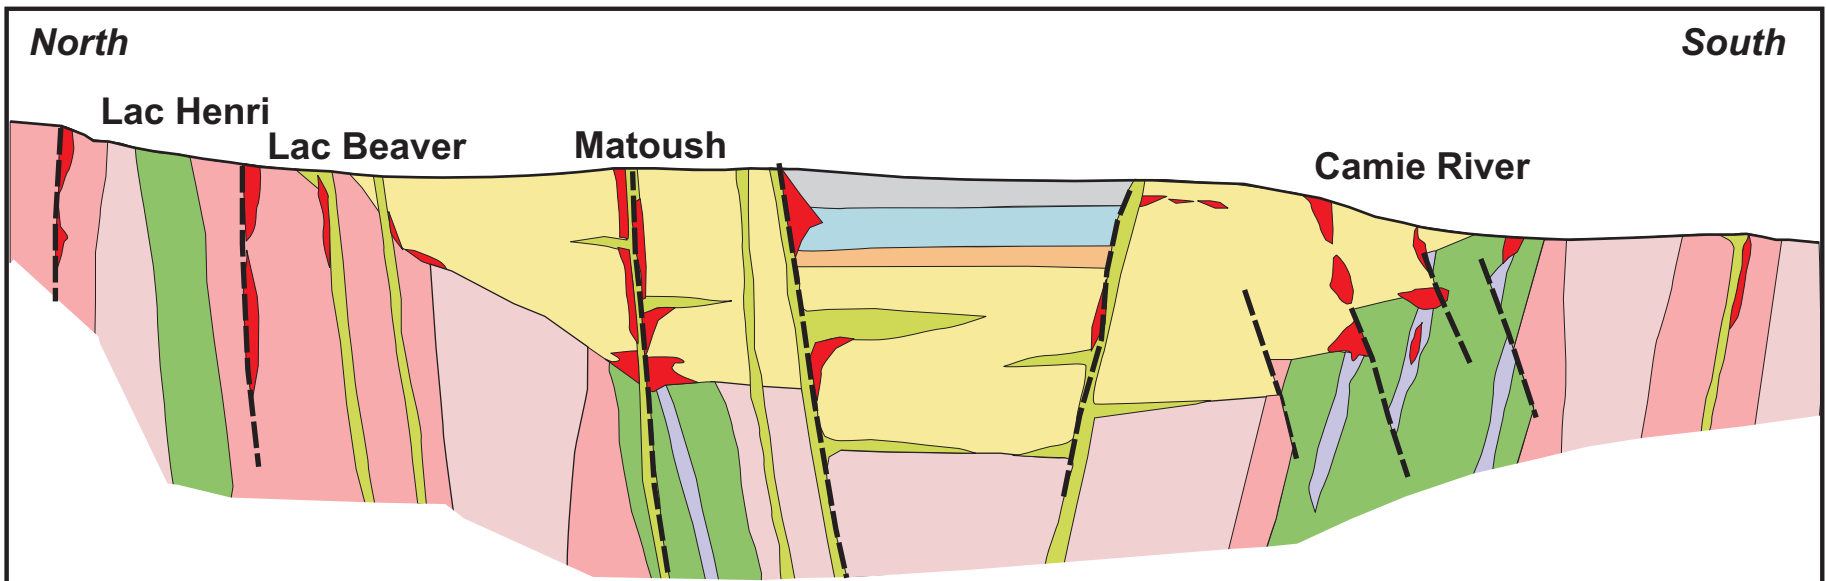 North
South
Lac Henri
Lac Beaver
Matoush
Camie River